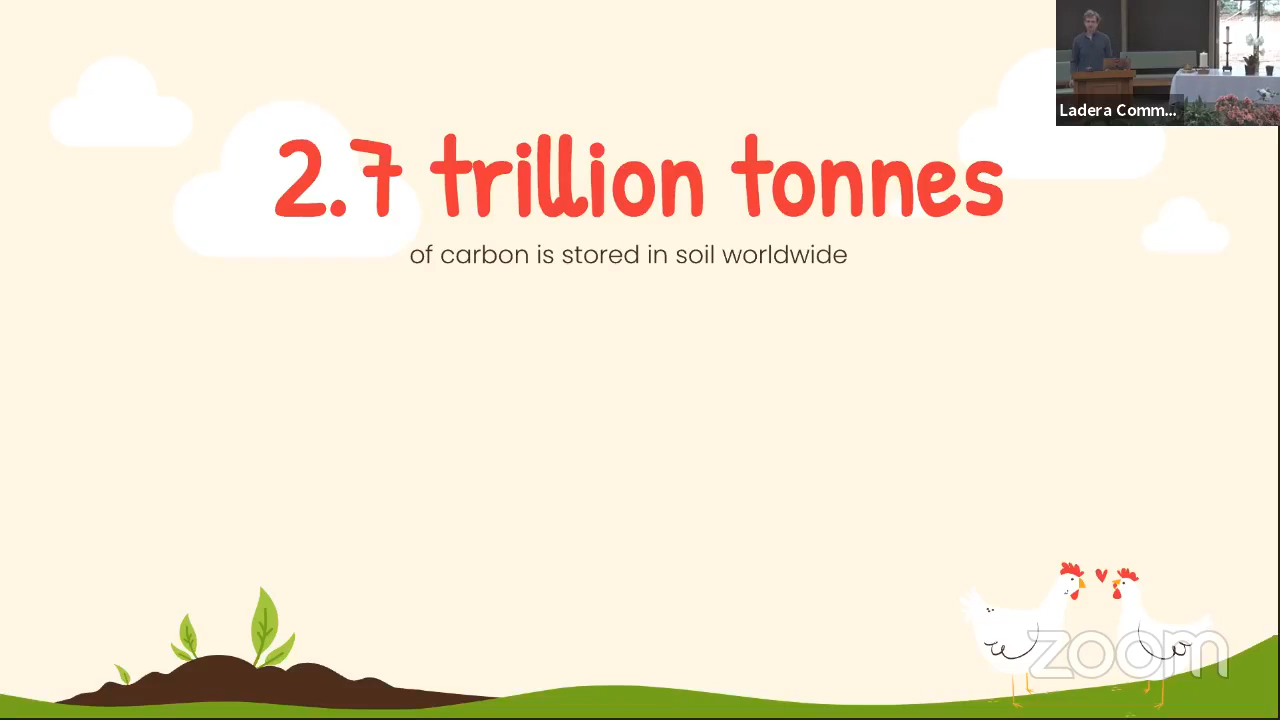 Ladera Comm...
2.7 trillion tonnes
of carbon is stored in soil worldwide
zoom